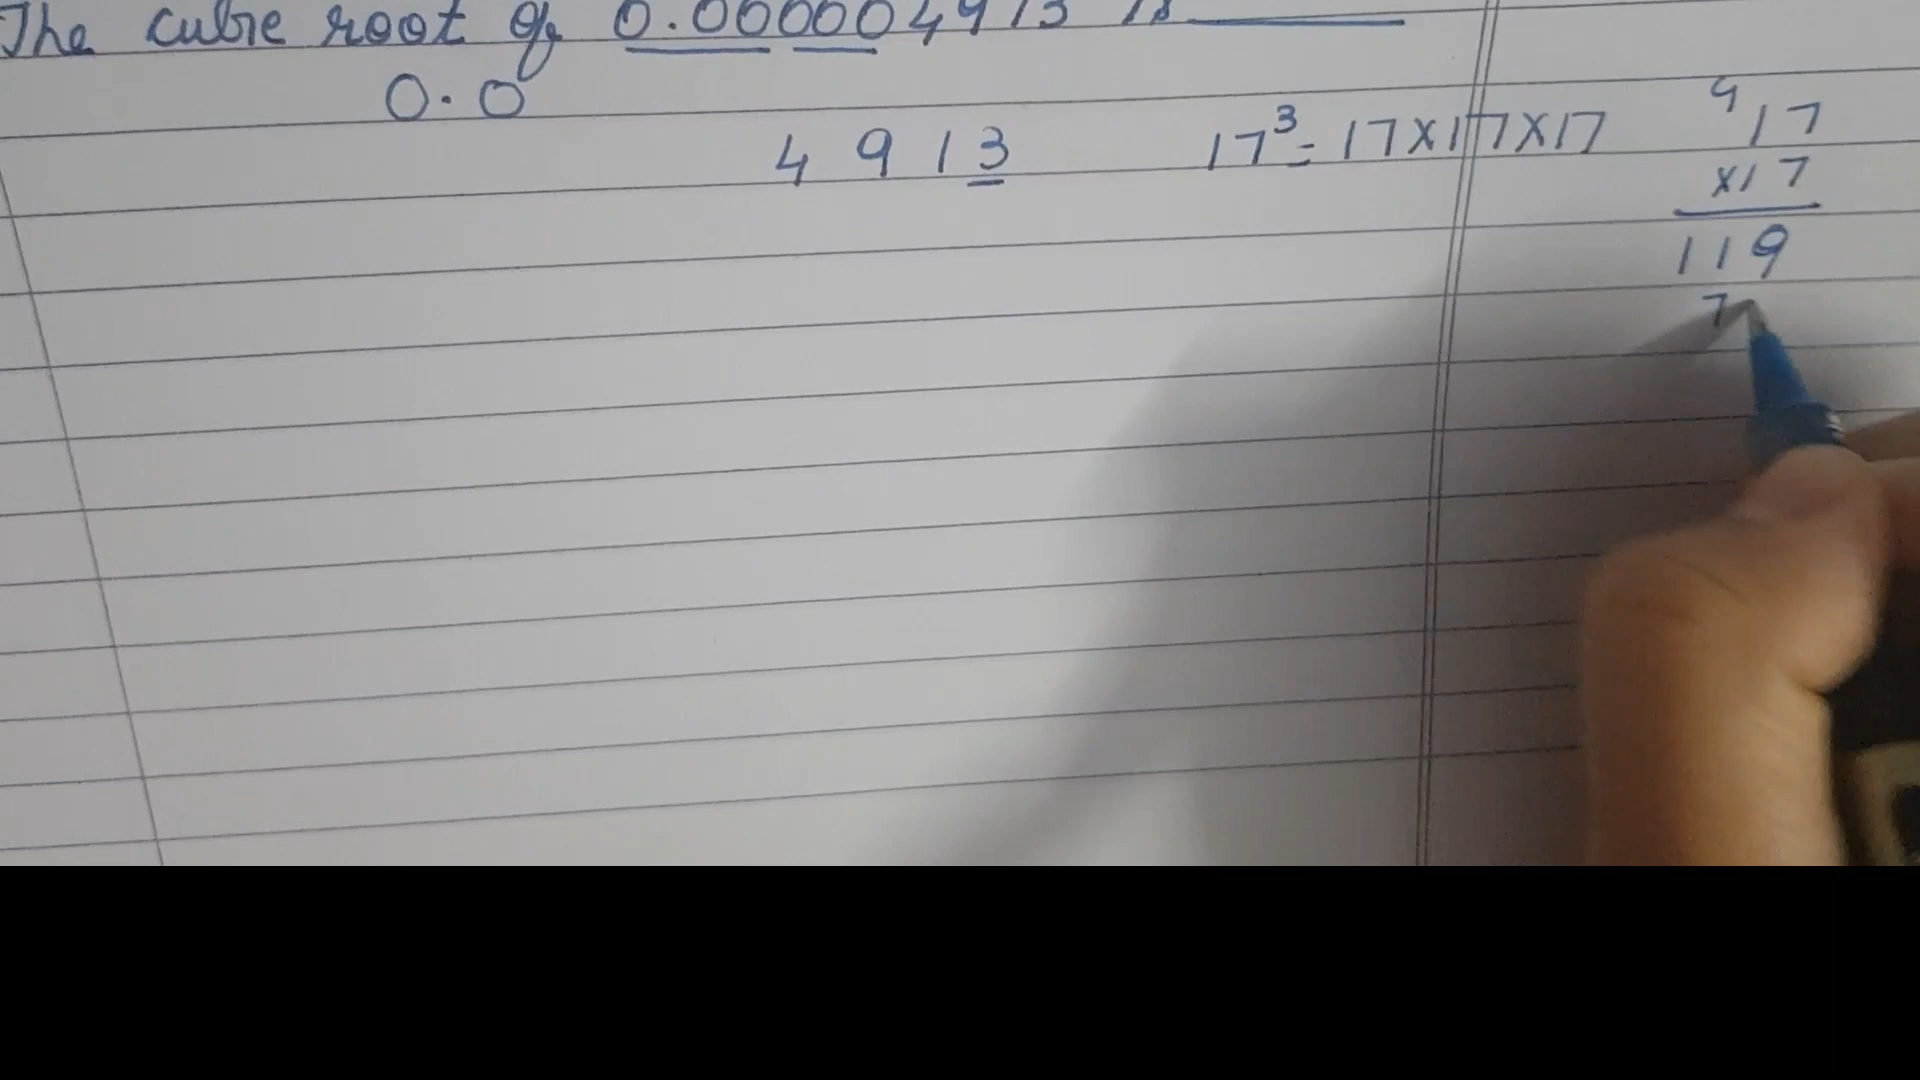 The cube root of 0.000004913 is
0.0
4 9 1 3
17³ = 17×17×17
4
17
×17
119
7